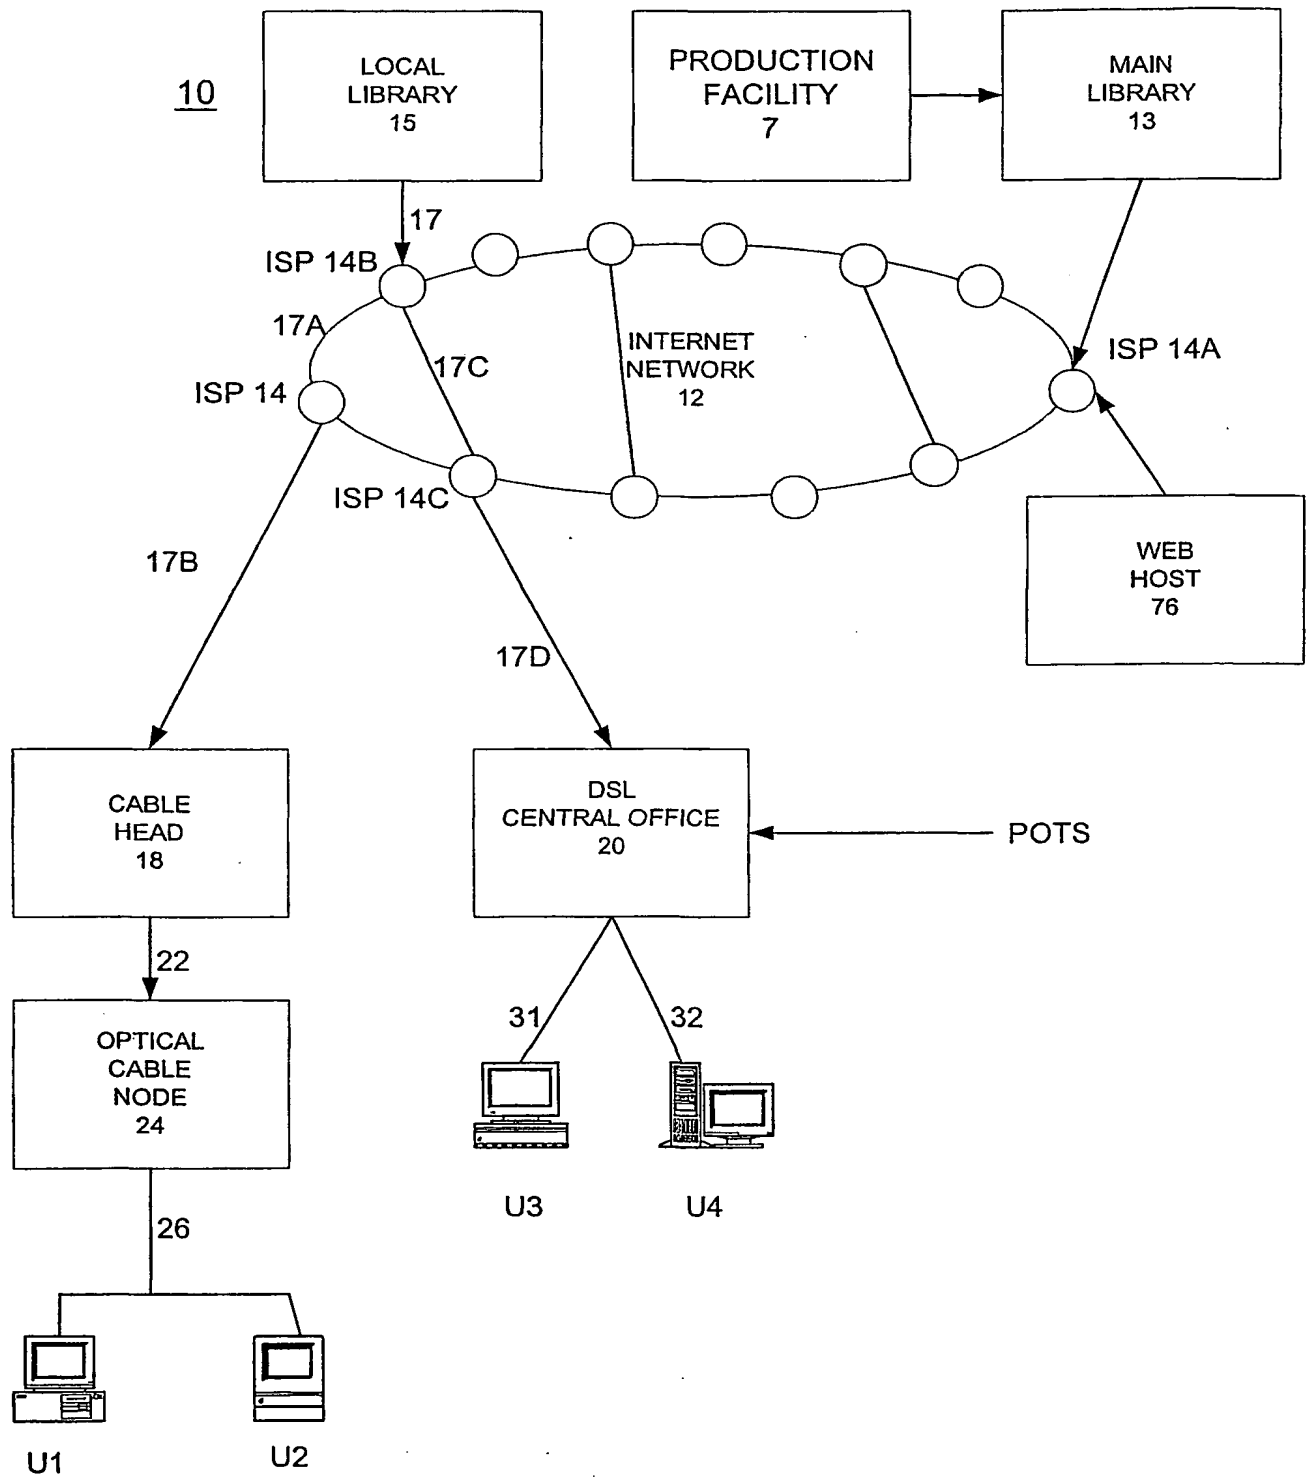 10
LOCAL
LIBRARY
15
PRODUCTION
FACILITY
7
MAIN
LIBRARY
13
17
ISP 14B
17A
ISP 14
17C
INTERNET
NETWORK
12
ISP 14A
ISP 14C
17B
17D
WEB
HOST
76
CABLE
HEAD
18
DSL
CENTRAL OFFICE
20
POTS
22
OPTICAL
CABLE
NODE
24
31
32
U3
U4
26
U1
U2